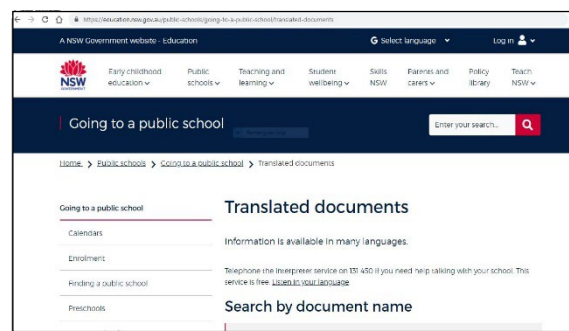 https://education.nsw.gov.au/public-schools/going-to-a-public-school/translated-documents
A NSW Government website - Education
G Select language
Log in
NSW
GOVERNMENT
Early childhood education
Public schools
Teaching and learning
Student wellbeing
Skills NSW
Parents and carers
Policy library
Teach NSW
Going to a public school
Enter your search...
Home > Public schools > Going to a public school > Translated documents
Going to a public school
Calendars
Enrolment
Finding a public school
Preschools
Translated documents
Information is available in many languages.
Telephone the interpreter service on 131 450 if you need help talking with your school. This
service is free. Listen in your language
Search by document name